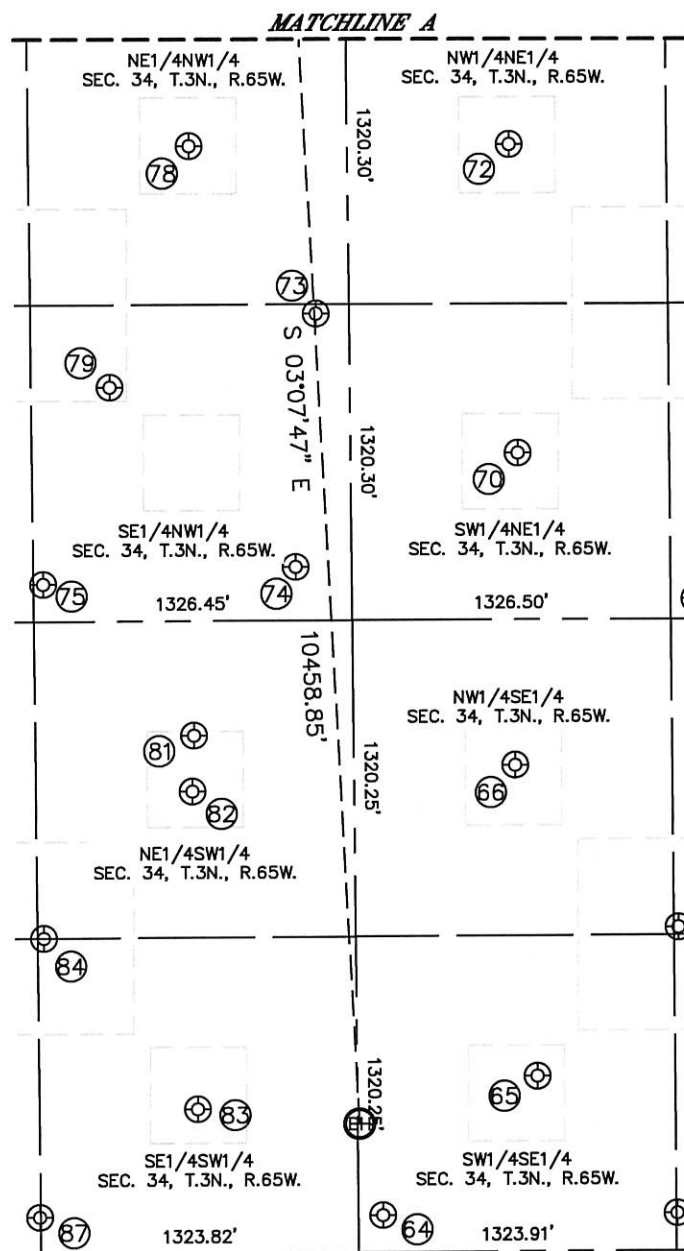 MATCHLINE A
NE1/4NW1/4
SEC. 34, T.3N., R.65W.
NW1/4NE1/4
SEC. 34, T.3N., R.65W.
1320.30'
78
72
73
S 03°07'47" E
79
1320.30'
70
SE1/4NW1/4
SEC. 34, T.3N., R.65W.
SW1/4NE1/4
SEC. 34, T.3N., R.65W.
75
1326.45'
74
1326.50'
10458.85'
NW1/4SE1/4
SEC. 34, T.3N., R.65W.
81
1320.25'
66
82
NE1/4SW1/4
SEC. 34, T.3N., R.65W.
84
1320.25'
65
83
BH
SE1/4SW1/4
SEC. 34, T.3N., R.65W.
SW1/4SE1/4
SEC. 34, T.3N., R.65W.
87
1323.82'
64
1323.91'